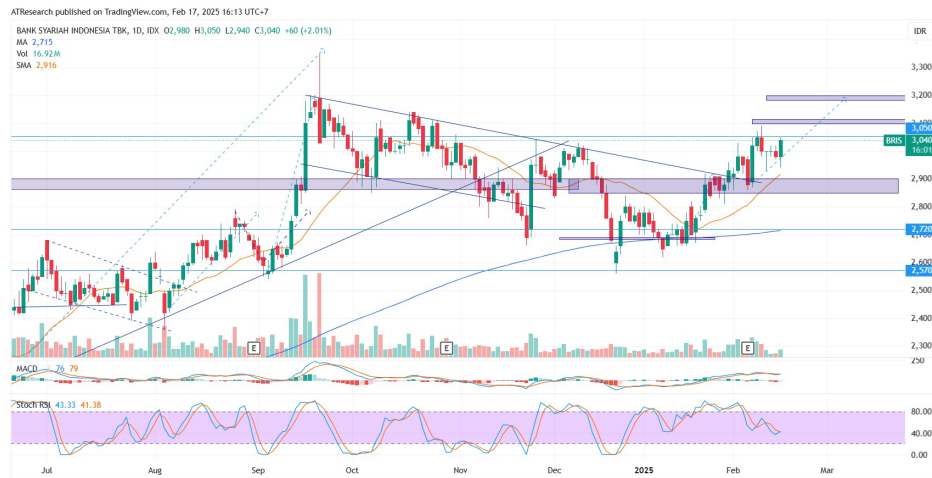 ATResearch published on TradingView.com, Feb 17, 2025 16:13 UTC+7
BANK SYARIAH INDONESIA TBK, 1D, IDX O2,980 H3,050 L2,940 C3,040 +60 (+2.01%)
IDR
MA 2,715
Vol 16.92M
SMA 2,916
3,300
3,200
3,100
3,050
BRIS 3,040
16:01
2,900
2,800
2,720
2,700
2,600
2,570
2,400
2,300
E E E
250
MACD 76 79
0
Stoch RSI 43.33 41.38
80.00
40.00
0.00
Jul Aug Sep Oct Nov Dec 2025 Feb Mar